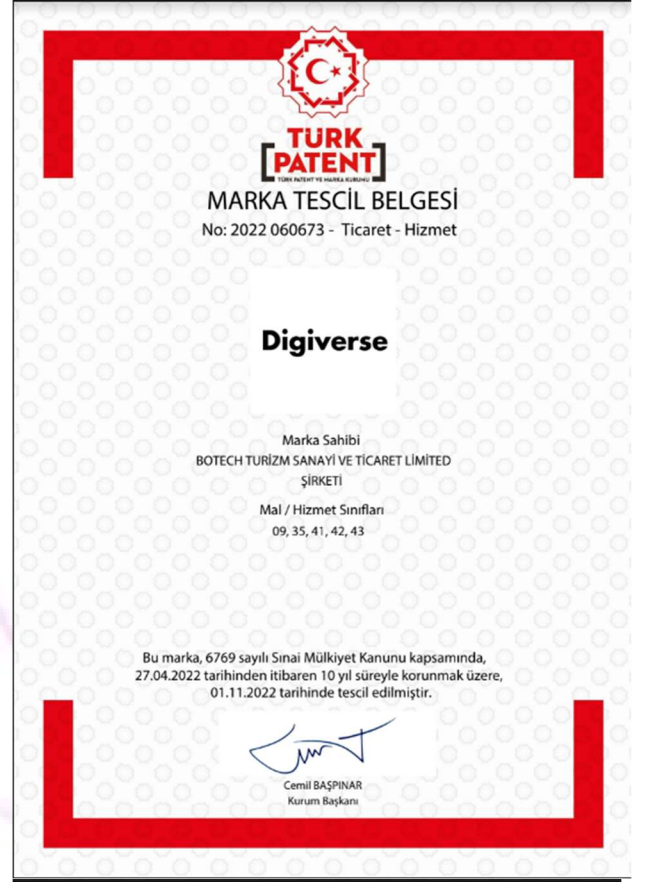 TÜRK
PATENT
TÜRK PATENT VE MARKA KURUMU
MARKA TESCİL BELGESİ
No: 2022 060673 - Ticaret - Hizmet
Digiverse
Marka Sahibi
BOTECH TURİZM SANAYİ VE TİCARET LİMİTED
ŞİRKETİ
Mal / Hizmet Sınıfları
09, 35, 41, 42, 43
Bu marka, 6769 sayılı Sınai Mülkiyet Kanunu kapsamında,
27.04.2022 tarihinden itibaren 10 yıl süreyle korunmak üzere,
01.11.2022 tarihinde tescil edilmiştir.
Cemil BAŞPINAR
Kurum Başkanı